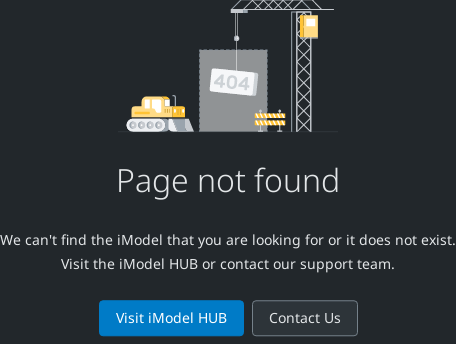 404
Page not found
We can't find the iModel that you are looking for or it does not exist.
Visit the iModel HUB or contact our support team.
Visit iModel HUB
Contact Us